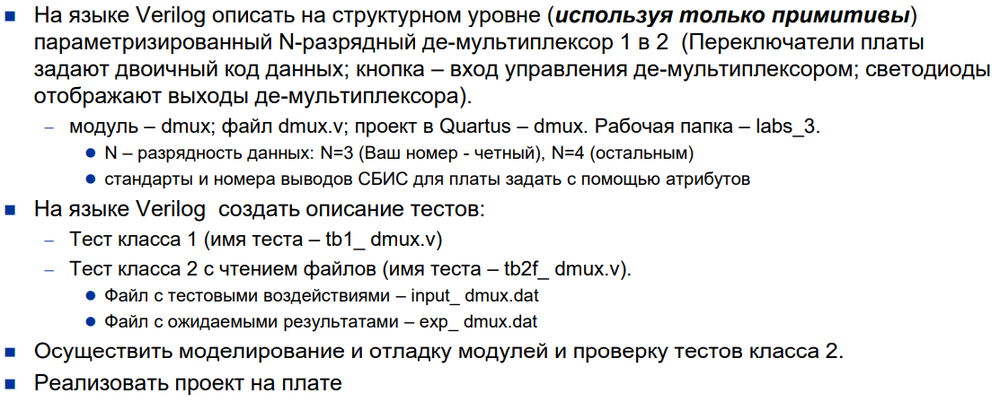 На языке Verilog описать на структурном уровне (используя только примитивы)
параметризированный N-разрядный де-мультиплексор 1 в 2 (Переключатели платы
задают двоичный код данных; кнопка – вход управления де-мультиплексором; светодиоды
отображают выходы де-мультиплексора).
– модуль – dmux; файл dmux.v; проект в Quartus – dmux. Рабочая папка – labs_3.
● N – разрядность данных: N=3 (Ваш номер - четный), N=4 (остальным)
● стандарты и номера выводов СБИС для платы задать с помощью атрибутов
На языке Verilog создать описание тестов:
– Тест класса 1 (имя теста – tb1_ dmux.v)
– Тест класса 2 с чтением файлов (имя теста – tb2f_ dmux.v).
● Файл с тестовыми воздействиями – input_ dmux.dat
● Файл с ожидаемыми результатами – exp_ dmux.dat
Осуществить моделирование и отладку модулей и проверку тестов класса 2.
Реализовать проект на плате